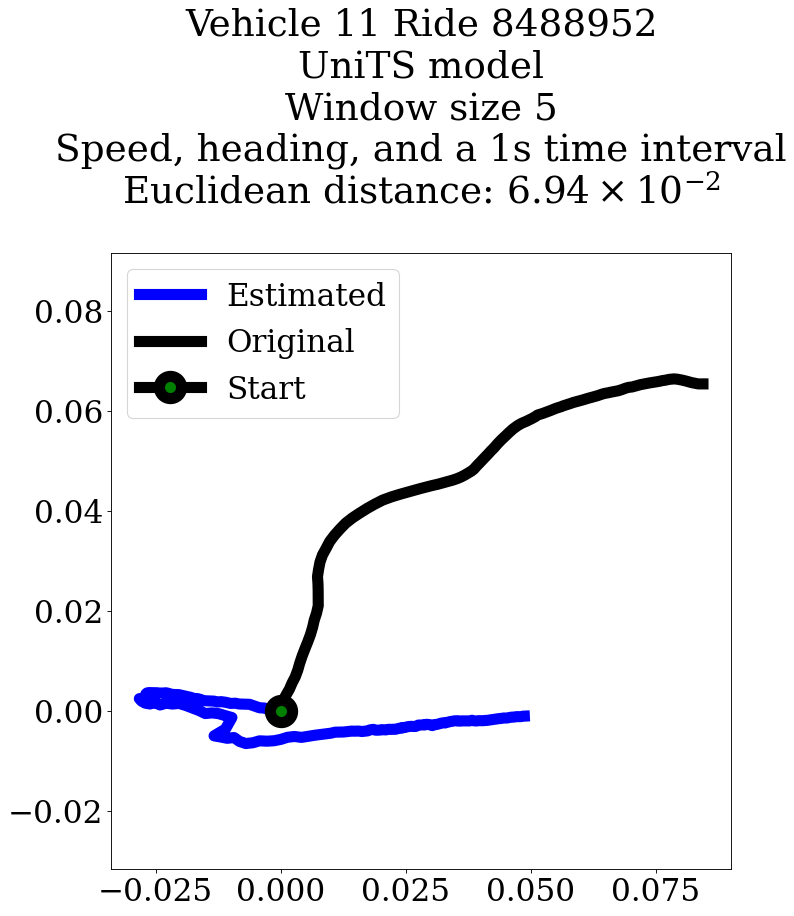 Vehicle 11 Ride 8488952
UniTS model
Window size 5
Speed, heading, and a 1s time interval
Euclidean distance: 6.94 × 10⁻²
Estimated
Original
Start
0.08
0.06
0.04
0.02
0.00
−0.02
−0.025 0.000 0.025 0.050 0.075